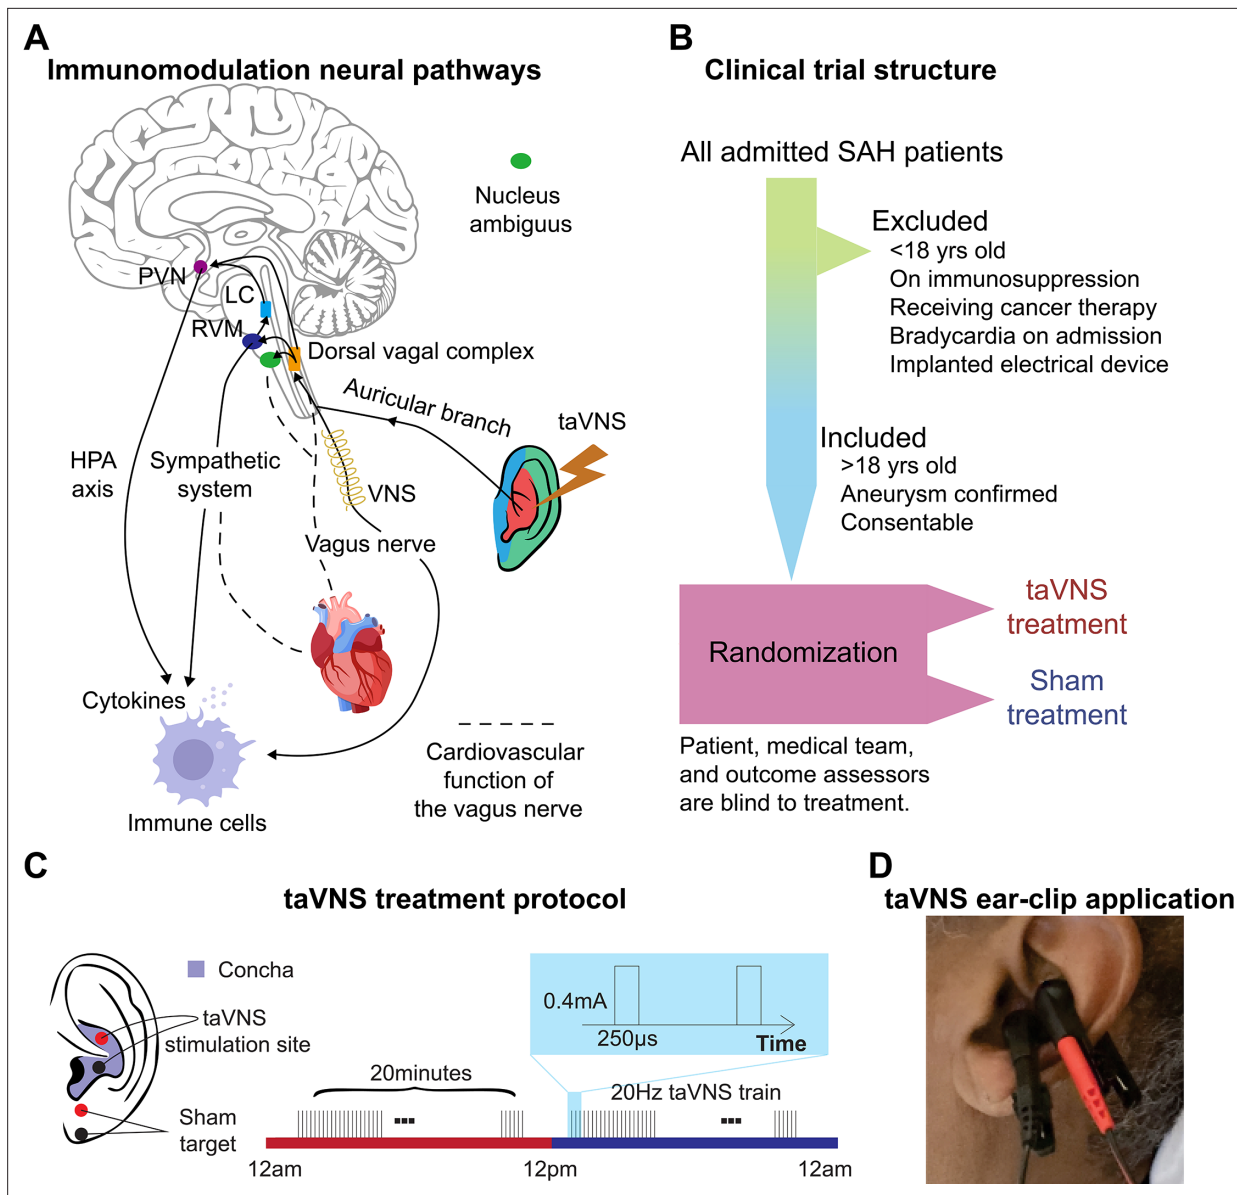 A
Immunomodulation neural pathways
Nucleus
ambiguus
PVN
LC
RVM
Dorsal vagal complex
Auricular branch
taVNS
HPA
axis
Sympathetic
system
VNS
Vagus nerve
Cytokines
Immune cells
Cardiovascular
function of
the vagus nerve
B
Clinical trial structure
All admitted SAH patients
Excluded
<18 yrs old
On immunosuppression
Receiving cancer therapy
Bradycardia on admission
Implanted electrical device
Included
>18 yrs old
Aneurysm confirmed
Consentable
Randomization
taVNS
treatment
Sham
treatment
Patient, medical team,
and outcome assessors
are blind to treatment.
C
taVNS treatment protocol
Concha
taVNS
stimulation site
Sham
target
20minutes
0.4mA
250µs
Time
20Hz taVNS train
12am
12pm
12am
D
taVNS ear-clip application